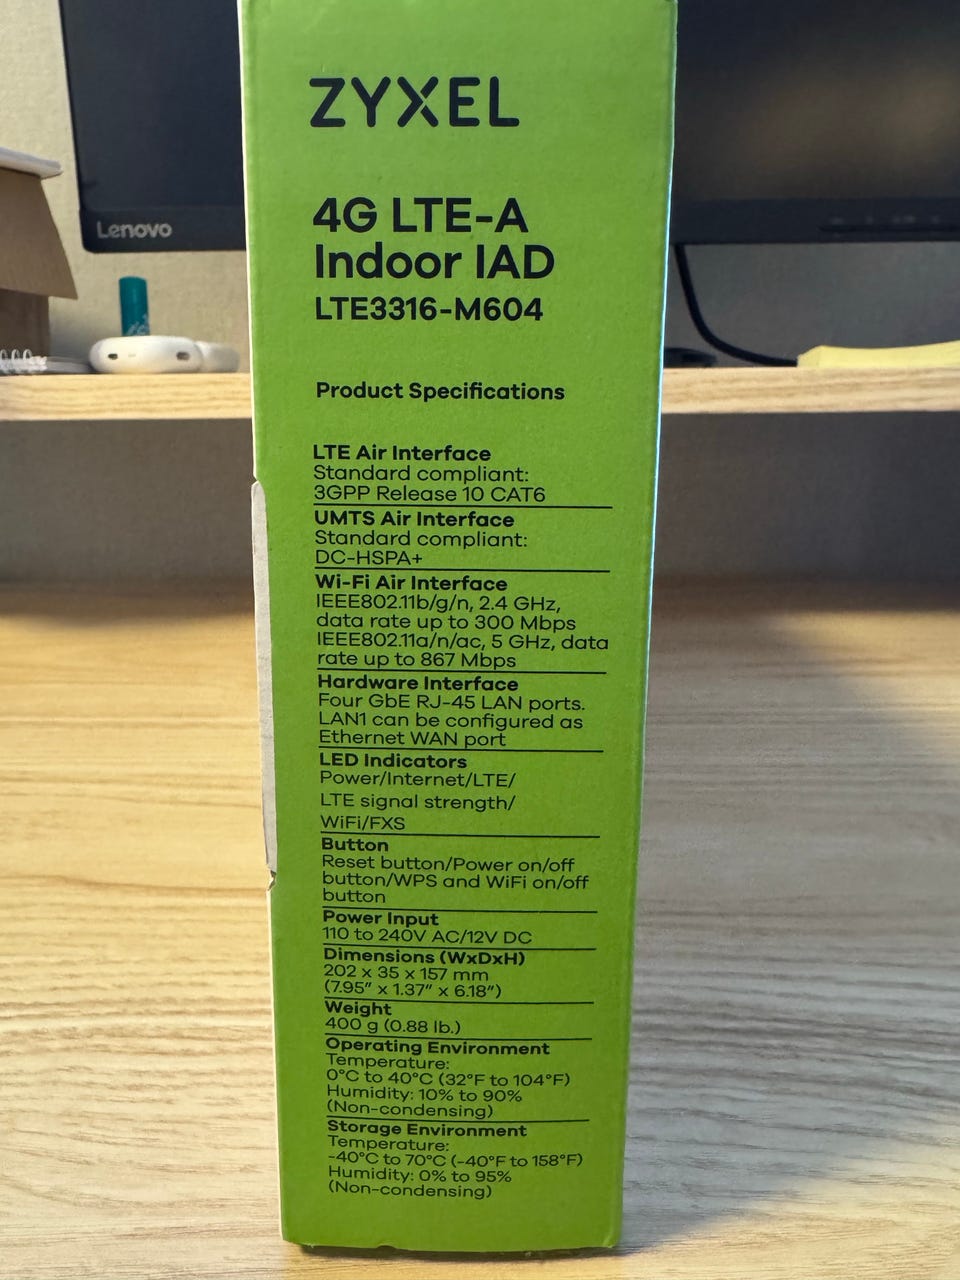 Lenovo
ZYXEL
4G LTE-A
Indoor IAD
LTE3316-M604
Product Specifications
LTE Air Interface
Standard compliant:
3GPP Release 10 CAT6
UMTS Air Interface
Standard compliant:
DC-HSPA+
Wi-Fi Air Interface
IEEE802.11b/g/n, 2.4 GHz,
data rate up to 300 Mbps
IEEE802.11a/n/ac, 5 GHz, data
rate up to 867 Mbps
Hardware Interface
Four GbE RJ-45 LAN ports.
LAN1 can be configured as
Ethernet WAN port
LED Indicators
Power/Internet/LTE/
LTE signal strength/
WiFi/FXS
Button
Reset button/Power on/off
button/WPS and WiFi on/off
button
Power Input
110 to 240V AC/12V DC
Dimensions (WxDxH)
202 x 35 x 157 mm
(7.95” x 1.37” x 6.18”)
Weight
400 g (0.88 lb.)
Operating Environment
Temperature:
0°C to 40°C (32°F to 104°F)
Humidity: 10% to 90%
(Non-condensing)
Storage Environment
Temperature:
-40°C to 70°C (-40°F to 158°F)
Humidity: 0% to 95%
(Non-condensing)